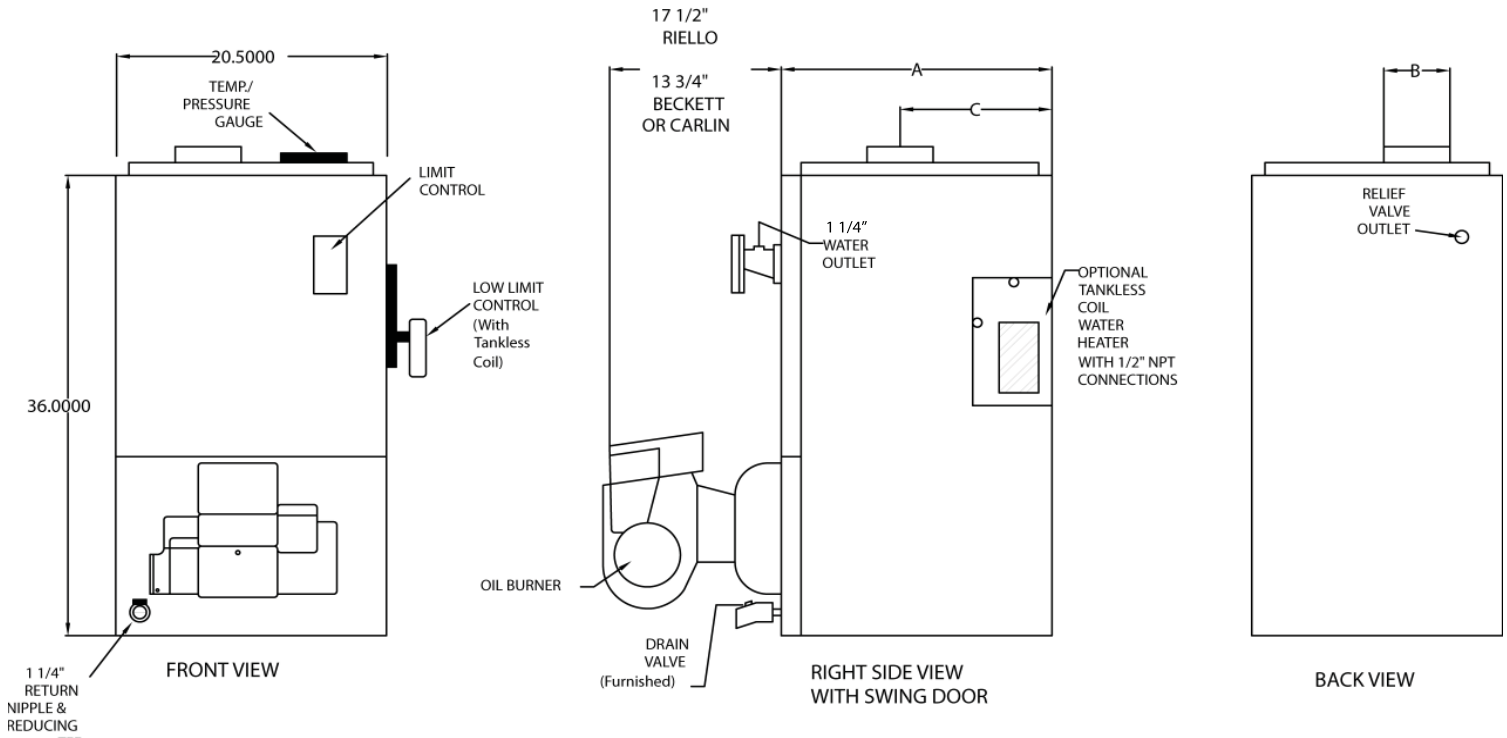 20.5000
TEMP./
PRESSURE
GAUGE
LIMIT
CONTROL
LOW LIMIT
CONTROL
(With
Tankless
Coil)
36.0000
1 1/4"
RETURN
NIPPLE &
REDUCING
FRONT VIEW
17 1/2"
RIELLO
13 3/4"
BECKETT
OR CARLIN
A
C
1 1/4"
WATER
OUTLET
OPTIONAL
TANKLESS
COIL
WATER
HEATER
WITH 1/2" NPT
CONNECTIONS
OIL BURNER
DRAIN
VALVE
(Furnished)
RIGHT SIDE VIEW
WITH SWING DOOR
B
RELIEF
VALVE
OUTLET
BACK VIEW